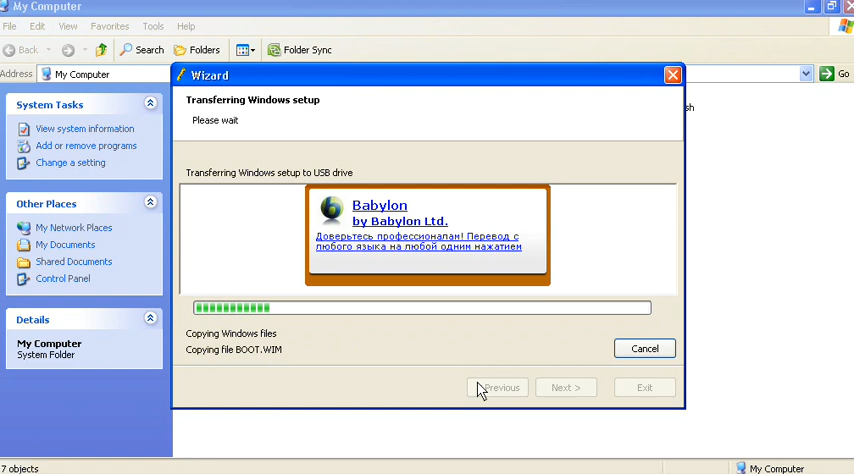 My Computer
File Edit View Favorites Tools Help
Back Search Folders Folder Sync
Address My Computer Go
System Tasks
View system information
Add or remove programs
Change a setting
Other Places
My Network Places
My Documents
Shared Documents
Control Panel
Details
My Computer
System Folder
Wizard
Transferring Windows setup
Please wait
Transferring Windows setup to USB drive
Babylon
by Babylon Ltd.
Доверьтесь профессионалам! Перевод с
любого языка на любой одним нажатием
Copying Windows files
Copying file BOOT.WIM
Cancel
Previous Next > Exit
sh
7 objects My Computer